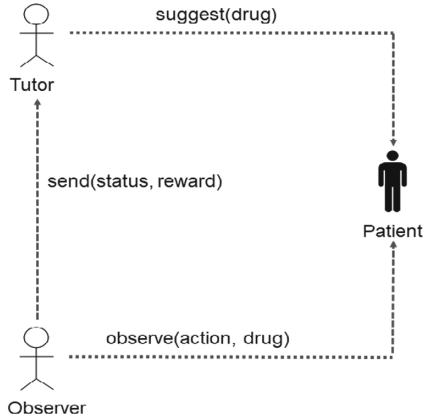 suggest(drug)
Tutor
send(status, reward)
Patient
observe(action, drug)
Observer